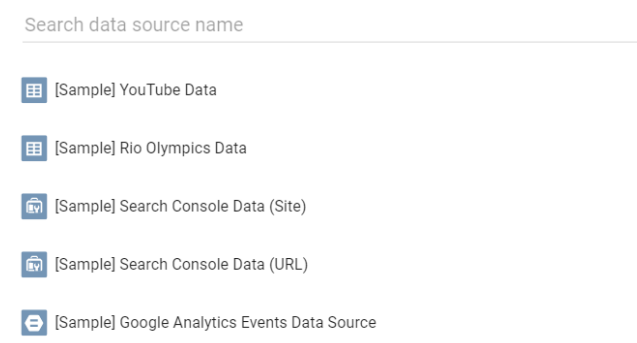 Search data source name
[Sample] YouTube Data
[Sample] Rio Olympics Data
[Sample] Search Console Data (Site)
[Sample] Search Console Data (URL)
[Sample] Google Analytics Events Data Source